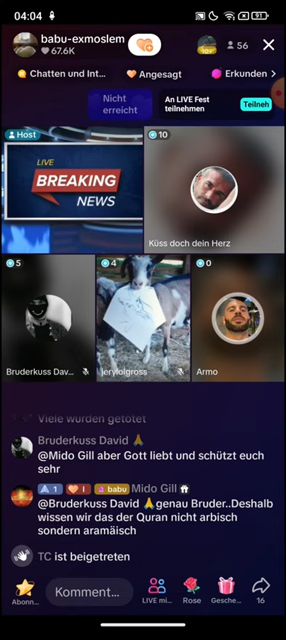 04:04
91
babu-exmoslem
67.6K
56
Chatten und Int...
Angesagt
Erkunden
Nicht
erreicht
An LIVE Fest
teilnehmen
Teilneh
Host
LIVE
BREAKING
NEWS
10
Küss doch dein Herz
5
Bruderkuss Dav...
4
jerylolgross
0
Armo
Viele wurden getötet
Bruderkuss David
@Mido Gill aber Gott liebt und schützt euch
sehr
1 I babu Mido Gill
@Bruderkuss David genau Bruder..Deshalb
wissen wir das der Quran nicht arbisch
sondern aramäisch
TC ist beigetreten
Abonn...
Komment...
LIVE mi...
Rose
Gesche...
16